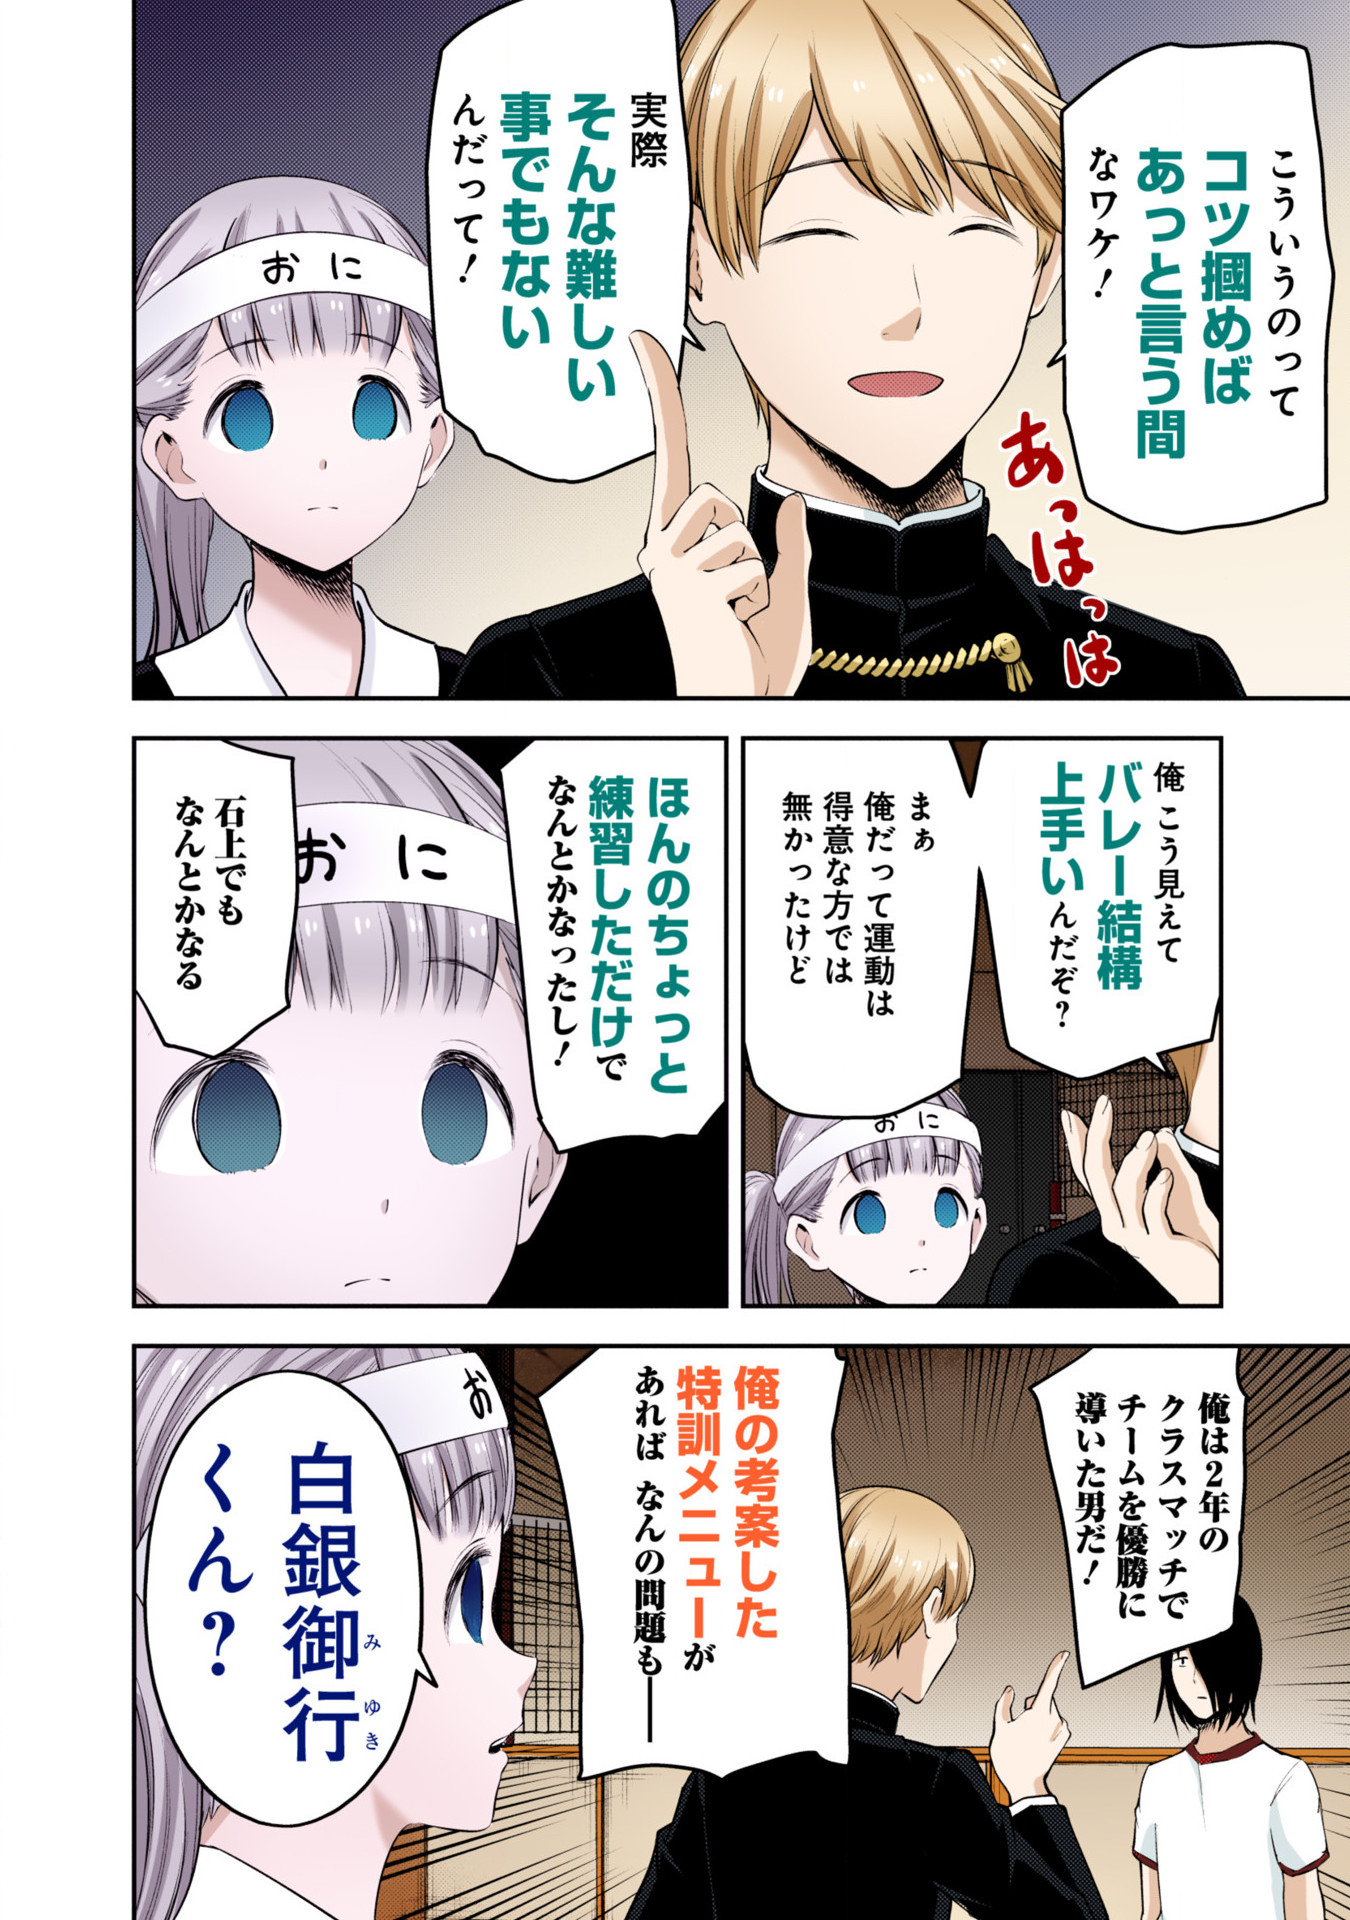 こういうのって
コツ掴めば
あっと言う間
なワケ！
実際
そんな難しい
事でもない
んだって！
あっはっは
おに
俺こう見えて
バレー結構
上手いんだぞ？
まぁ
俺だって運動は
得意な方では
無かったけど
おに
ほんのちょっと
練習しただけで
なんとかなったし！
石上でも
なんとかなる
おに
俺は2年の
クラスマッチで
チームを優勝に
導いた男だ！
俺の考案した
特訓メニューが
あれば なんの問題も――
お
白銀御行
みゆき
くん？